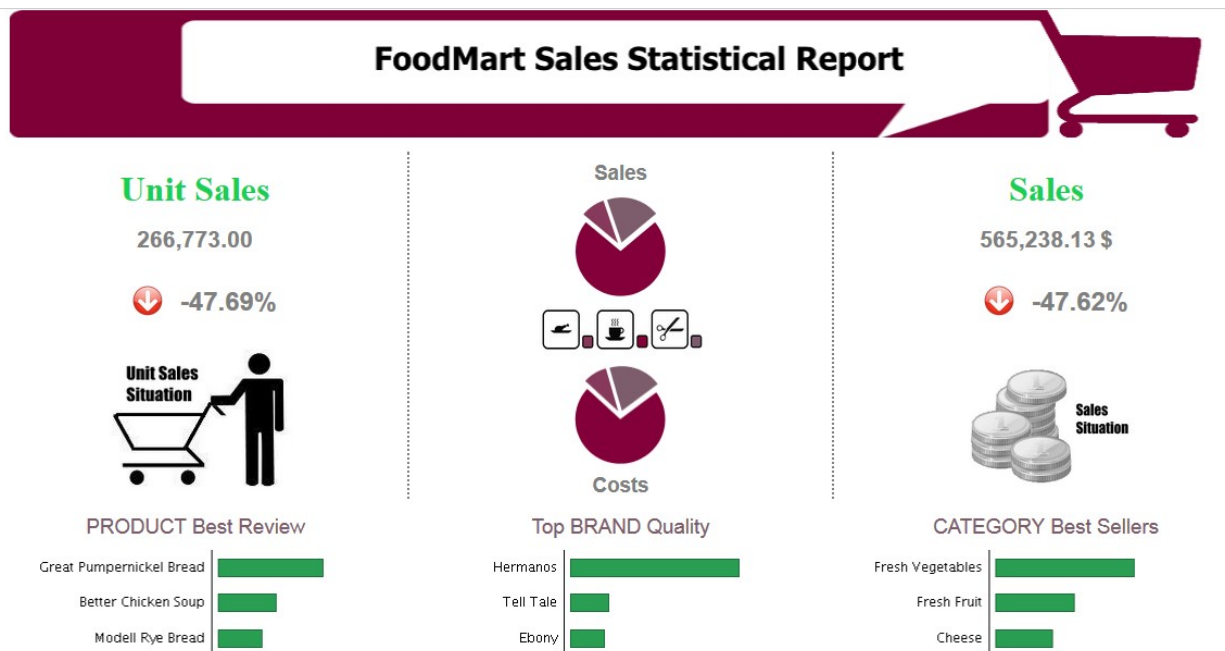 FoodMart Sales Statistical Report
Unit Sales
266,773.00
-47.69%
Unit Sales
Situation
Sales
Costs
Sales
565,238.13 $
-47.62%
Sales
Situation
PRODUCT Best Review
Great Pumpernickel Bread
Better Chicken Soup
Modell Rye Bread
Top BRAND Quality
Hermanos
Tell Tale
Ebony
CATEGORY Best Sellers
Fresh Vegetables
Fresh Fruit
Cheese